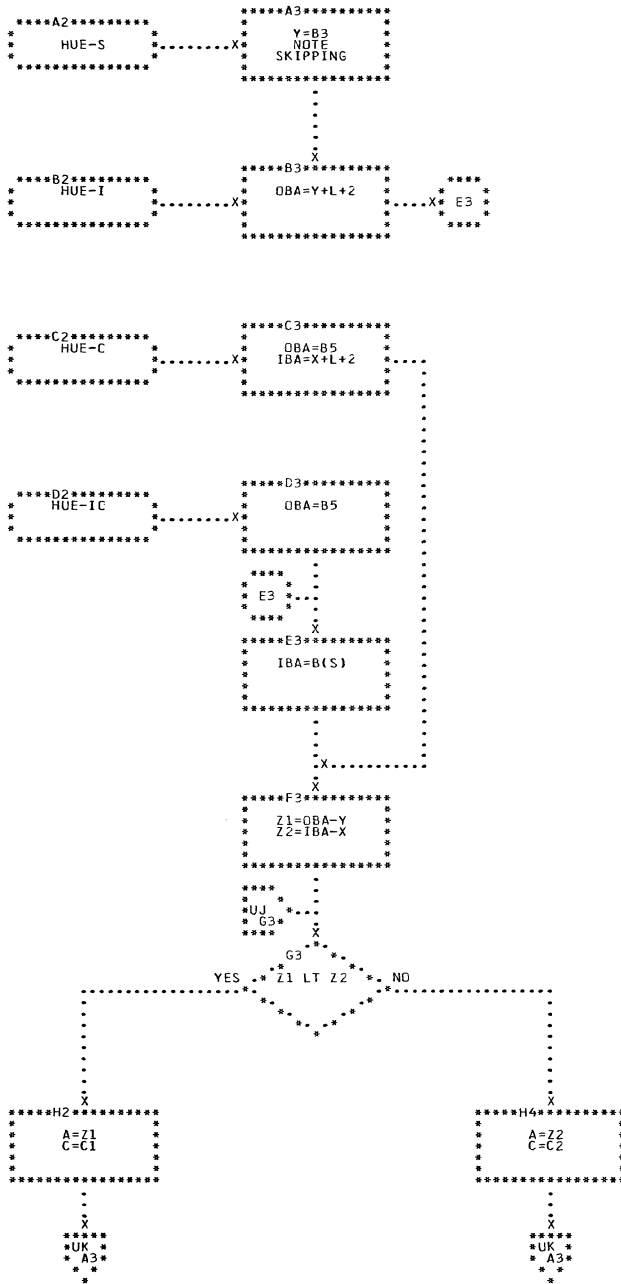 A2
HUE-S
A3
Y=B3
NOTE
SKIPPING
B2
HUE-I
B3
OBA=Y+L+2
E3
C2
HUE-C
C3
OBA=B5
IBA=X+L+2
D2
HUE-IC
D3
OBA=B5
E3
E3
IBA=B(S)
F3
Z1=OBA-Y
Z2=IBA-X
UJ
G3
G3
YES
Z1 LT Z2
NO
H2
A=Z1
C=C1
H4
A=Z2
C=C2
UK
A3
UK
A3